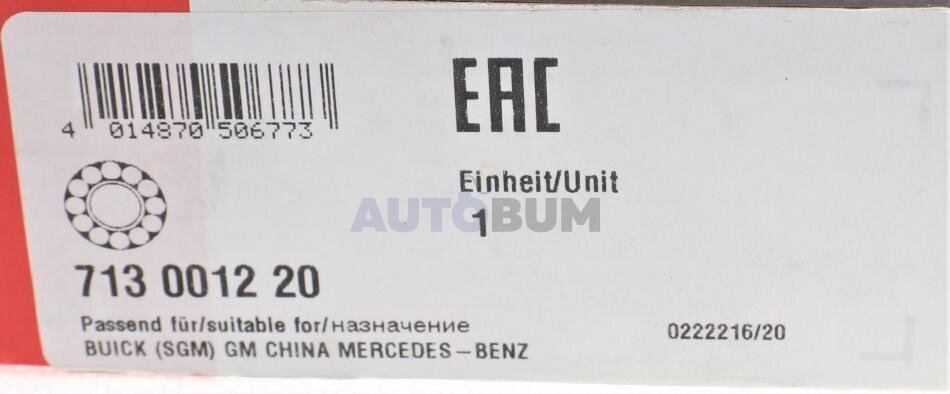 EAC
4 014870 506773
Einheit/Unit
1
AUTOBUM
713 0012 20
Passend für/suitable for/назначение
BUICK (SGM) GM CHINA MERCEDES–BENZ
0222216/20